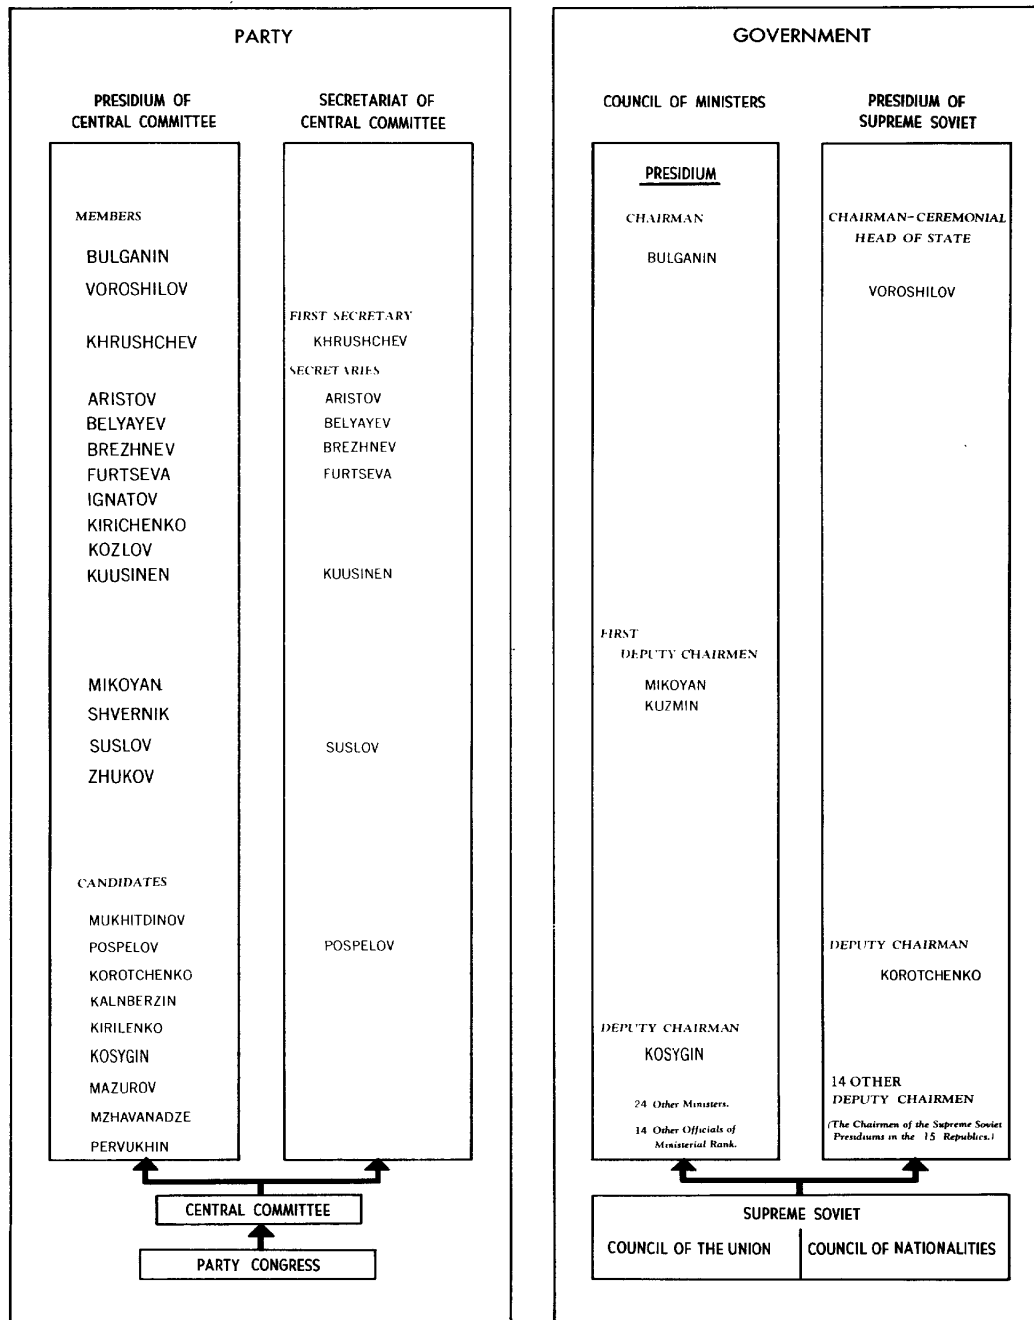 PARTY
PRESIDIUM OF
CENTRAL COMMITTEE
MEMBERS
BULGANIN
VOROSHILOV
KHRUSHCHEV
ARISTOV
BELYAYEV
BREZHNEV
FURTSEVA
IGNATOV
KIRICHENKO
KOZLOV
KUUSINEN
MIKOYAN
SHVERNIK
SUSLOV
ZHUKOV
CANDIDATES
MUKHITDINOV
POSPELOV
KOROTCHENKO
KALNBERZIN
KIRILENKO
KOSYGIN
MAZUROV
MZHAVANADZE
PERVUKHIN
SECRETARIAT OF
CENTRAL COMMITTEE
FIRST SECRETARY
KHRUSHCHEV
SECRETARIES
ARISTOV
BELYAYEV
BREZHNEV
FURTSEVA
KUUSINEN
SUSLOV
POSPELOV
CENTRAL COMMITTEE
PARTY CONGRESS
GOVERNMENT
COUNCIL OF MINISTERS
PRESIDIUM
CHAIRMAN
BULGANIN
FIRST
DEPUTY CHAIRMEN
MIKOYAN
KUZMIN
DEPUTY CHAIRMAN
KOSYGIN
24 Other Ministers.
14 Other Officials of
Ministerial Rank.
PRESIDIUM OF
SUPREME SOVIET
CHAIRMAN-CEREMONIAL
HEAD OF STATE
VOROSHILOV
DEPUTY CHAIRMAN
KOROTCHENKO
14 OTHER
DEPUTY CHAIRMEN
(The Chairmen of the Supreme Soviet
Presidiums in the 15 Republics.)
SUPREME SOVIET
COUNCIL OF THE UNION
COUNCIL OF NATIONALITIES